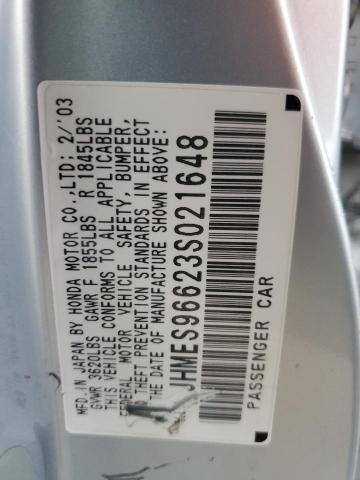 MFD. IN JAPAN BY HONDA MOTOR CO.,LTD: 2/'03
GVWR 3620LBS GAWR F 1855LBS R 1845LBS
THIS VEHICLE CONFORMS TO ALL APPLICABLE
FEDERAL MOTOR VEHICLE SAFETY, BUMPER,
AND THEFT PREVENTION STANDARDS IN EFFECT
ON THE DATE OF MANUFACTURE SHOWN ABOVE.
JHMES96623S021648
PASSENGER CAR